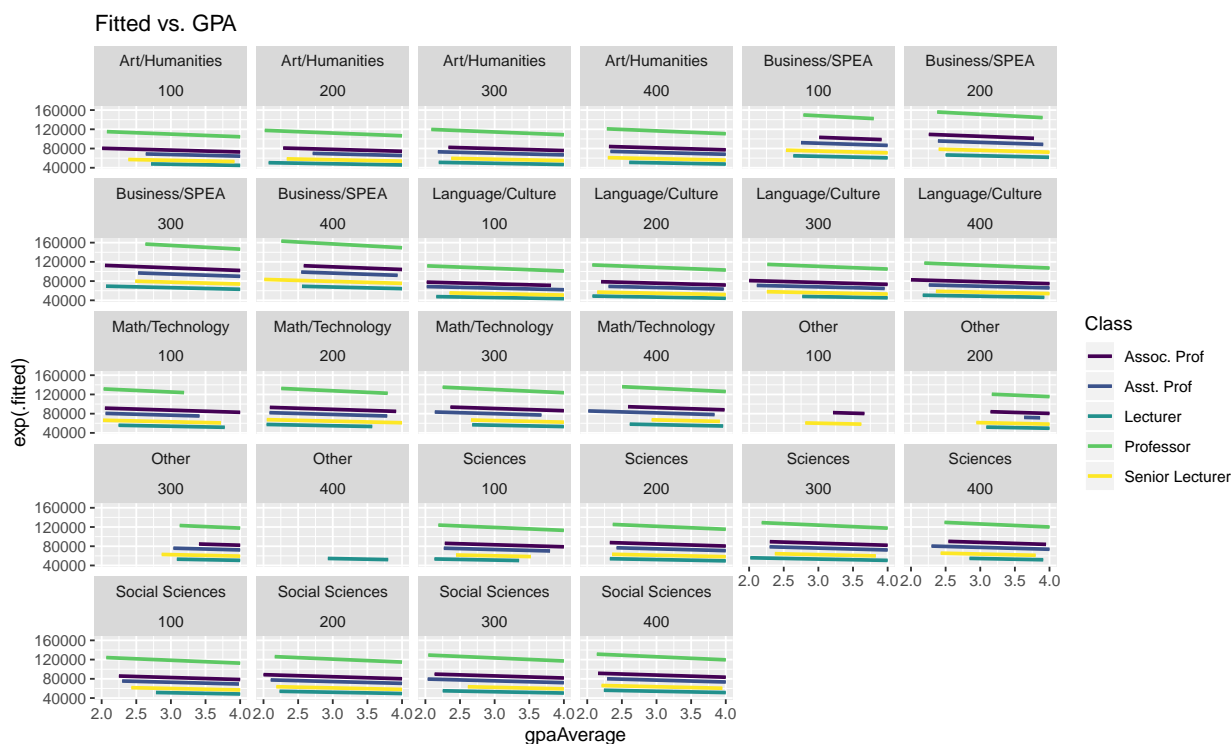 Fitted vs. GPA
Art/Humanities Art/Humanities Art/Humanities Art/Humanities Business/SPEA Business/SPEA
100 200 300 400 100 200
160000
120000
80000
40000
Business/SPEA Business/SPEA Language/Culture Language/Culture Language/Culture Language/Culture
300 400 100 200 300 400
160000
120000
80000
40000
Math/Technology Math/Technology Math/Technology Math/Technology Other Other
100 200 300 400 100 200
160000
120000
80000
40000
Other Other Sciences Sciences Sciences Sciences
300 400 100 200 300 400
160000
120000
80000
40000
2.0 2.5 3.0 3.5 4.0 2.0 2.5 3.0 3.5 4.0
Social Sciences Social Sciences Social Sciences Social Sciences
100 200 300 400
160000
120000
80000
40000
2.0 2.5 3.0 3.5 4.0 2.0 2.5 3.0 3.5 4.0 2.0 2.5 3.0 3.5 4.0 2.0 2.5 3.0 3.5 4.0
gpaAverage
exp(.fitted)
Class
Assoc. Prof
Asst. Prof
Lecturer
Professor
Senior Lecturer